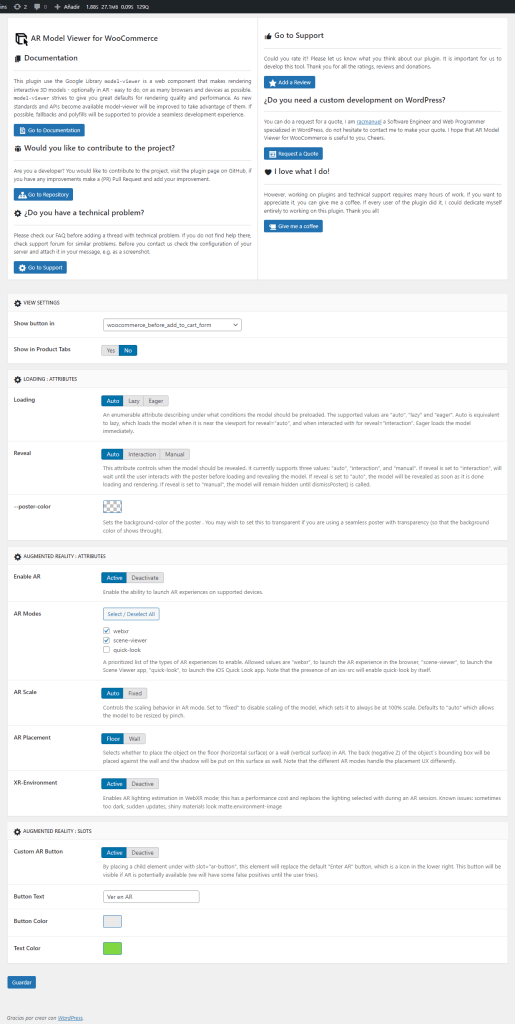 ins 2 0 Añadir 1.88S 27.1MB 0.09S 129Q
AR Model Viewer for WooCommerce
Documentation
This plugin use the Google Library model-viewer is a web component that makes rendering
interactive 3D models - optionally in AR - easy to do, on as many browsers and devices as possible.
model-viewer strives to give you great defaults for rendering quality and performance. As new
standards and APIs become available model-viewer will be improved to take advantage of them. If
possible, fallbacks and polyfills will be supported to provide a seamless development experience.
Go to Documentation
Would you like to contribute to the project?
Are you a developer? You would like to contribute to the project, visit the plugin page on GitHub, if
you have any improvements make a (PR) Pull Request and add your improvement.
Go to Repository
¿Do you have a technical problem?
Please check our FAQ before adding a thread with technical problem. If you do not find help there,
check support forum for similar problems. Before you contact us check the configuration of your
server and attach it in your message, e.g. as a screenshot.
Go to Support
Go to Support
Could you rate it? Please let us know what you think about our plugin. It is important for us to
develop this tool. Thank you for all the ratings, reviews and donations.
Add a Review
¿Do you need a custom development on WordPress?
You can do a request for a quote, I am racmanuel a Software Engineer and Web Programmer
specialized in WordPress, do not hesitate to contact me to make your quote. I hope that AR Model
Viewer for WooCommerce is useful to you. Cheers.
Request a Quote
I love what I do!
However, working on plugins and technical support requires many hours of work. If you want to
appreciate it, you can give me a coffee. If every user of the plugin did it, I could dedicate myself
entirely to working on this plugin. Thank you all!
Give me a coffee
VIEW SETTINGS
Show button in
woocommerce_before_add_to_cart_form
Show in Product Tabs
Yes No
LOADING : ATTRIBUTES
Loading
Auto Lazy Eager
An enumerable attribute describing under what conditions the model should be preloaded. The supported values are "auto", "lazy" and "eager". Auto is equivalent
to lazy, which loads the model when it is near the viewport for reveal="auto", and when interacted with for reveal="interaction". Eager loads the model
immediately.
Reveal
Auto Interaction Manual
This attribute controls when the model should be revealed. It currently supports three values: "auto", "interaction", and "manual". If reveal is set to "interaction", will
wait until the user interacts with the poster before loading and revealing the model. If reveal is set to "auto", the model will be revealed as soon as it is done
loading and rendering. If reveal is set to "manual", the model will remain hidden until dismissPoster() is called.
--poster-color
Sets the background-color of the poster . You may wish to set this to transparent if you are using a seamless poster with transparency (so that the background
color of shows through).
AUGMENTED REALITY : ATTRIBUTES
Enable AR
Active Deactivate
Enable the ability to launch AR experiences on supported devices.
AR Modes
Select / Deselect All
webxr
scene-viewer
quick-look
A prioritized list of the types of AR experiences to enable. Allowed values are "webxr", to launch the AR experience in the browser, "scene-viewer", to launch the
Scene Viewer app, "quick-look", to launch the iOS Quick Look app. Note that the presence of an ios-src will enable quick-look by itself.
AR Scale
Auto Fixed
Controls the scaling behavior in AR mode. Set to "fixed" to disable scaling of the model, which sets it to always be at 100% scale. Defaults to "auto" which allows
the model to be resized by pinch.
AR Placement
Floor Wall
Selects whether to place the object on the floor (horizontal surface) or a wall (vertical surface) in AR. The back (negative Z) of the object's bounding box will be
placed against the wall and the shadow will be put on this surface as well. Note that the different AR modes handle the placement UX differently.
XR-Environment
Active Deactive
Enables AR lighting estimation in WebXR mode; this has a performance cost and replaces the lighting selected with during an AR session. Known issues: sometimes
too dark, sudden updates, shiny materials look matte.environment-image
AUGMENTED REALITY : SLOTS
Custom AR Button
Active Deactive
By placing a child element under with slot="ar-button", this element will replace the default "Enter AR" button, which is a icon in the lower right. This button will be
visible if AR is potentially available (we will have some false positives until the user tries).
Button Text
Ver en AR
Button Color
Text Color
Guardar
Gracias por crear con WordPress.